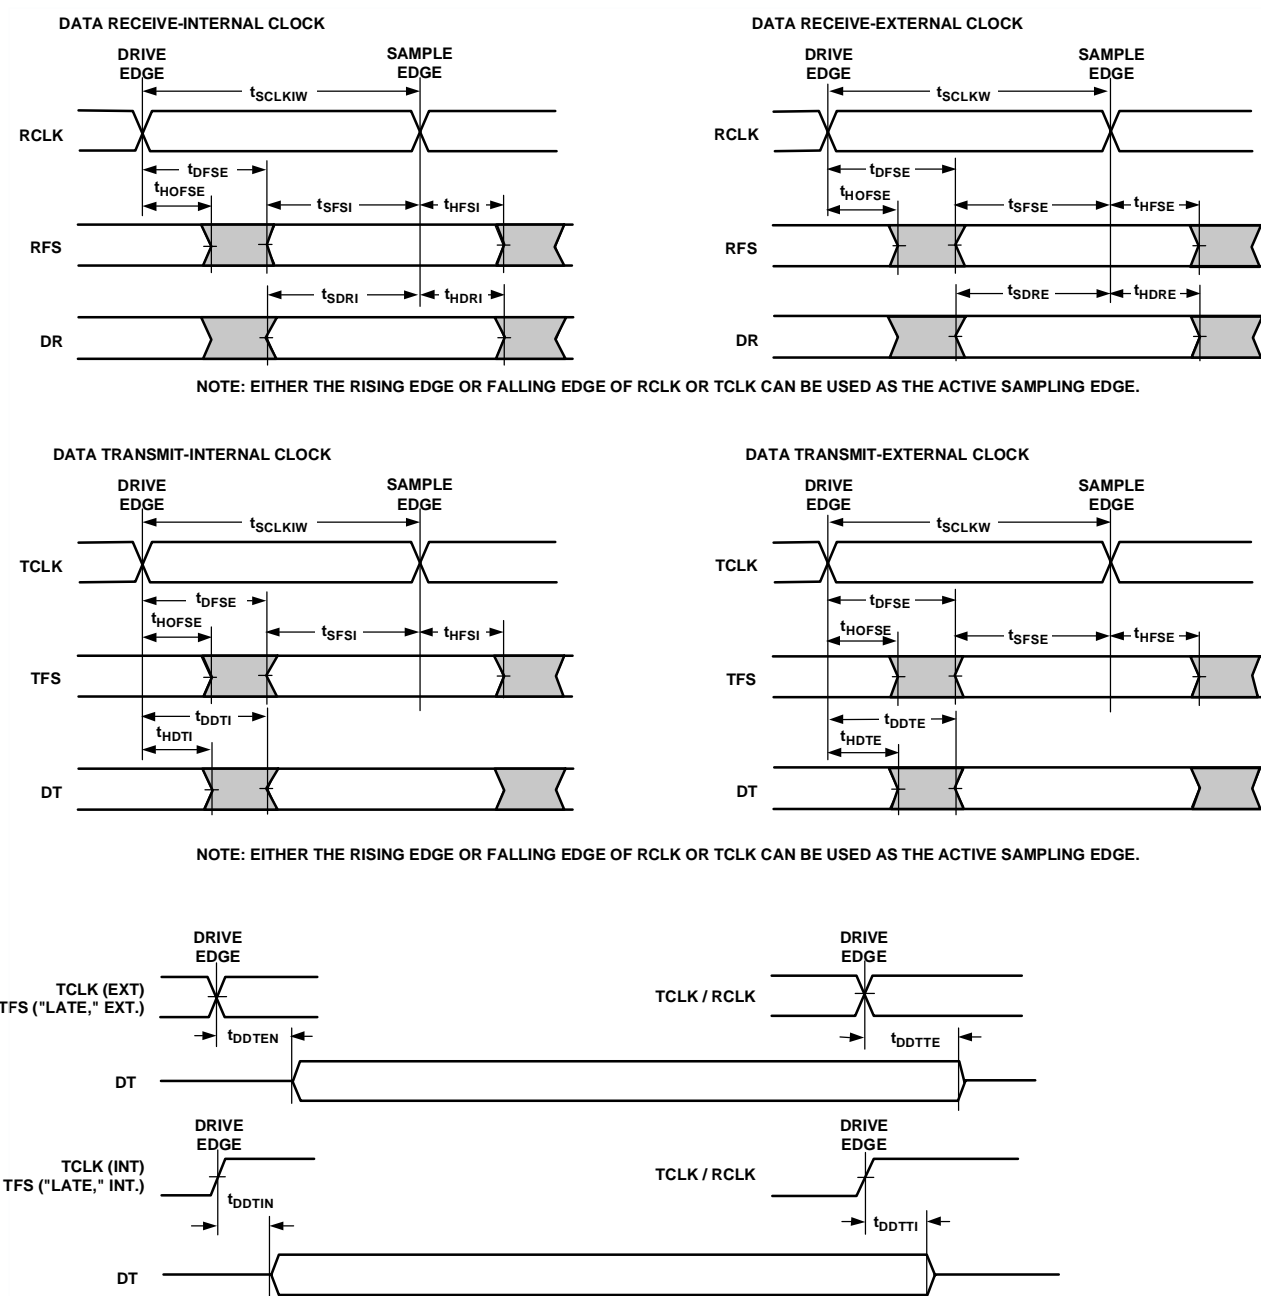 DATA RECEIVE-INTERNAL CLOCK
DRIVE
EDGE
SAMPLE
EDGE
tSCLKIW
RCLK
tDFSE
tHOFSE
tSFSI
tHFSI
RFS
tSDRI
tHDRI
DR
DATA RECEIVE-EXTERNAL CLOCK
DRIVE
EDGE
SAMPLE
EDGE
tSCLKW
RCLK
tDFSE
tHOFSE
tSFSE
tHFSE
RFS
tSDRE
tHDRE
DR
NOTE: EITHER THE RISING EDGE OR FALLING EDGE OF RCLK OR TCLK CAN BE USED AS THE ACTIVE SAMPLING EDGE.
DATA TRANSMIT-INTERNAL CLOCK
DRIVE
EDGE
SAMPLE
EDGE
tSCLKIW
TCLK
tDFSE
tHOFSE
tSFSI
tHFSI
TFS
tDDTI
tHDTI
DT
DATA TRANSMIT-EXTERNAL CLOCK
DRIVE
EDGE
SAMPLE
EDGE
tSCLKW
TCLK
tDFSE
tHOFSE
tSFSE
tHFSE
TFS
tDDTE
tHDTE
DT
NOTE: EITHER THE RISING EDGE OR FALLING EDGE OF RCLK OR TCLK CAN BE USED AS THE ACTIVE SAMPLING EDGE.
DRIVE
EDGE
DRIVE
EDGE
TCLK (EXT)
TFS ("LATE," EXT.)
TCLK / RCLK
tDDTEN
tDDTTE
DT
DRIVE
EDGE
DRIVE
EDGE
TCLK (INT)
TFS ("LATE," INT.)
TCLK / RCLK
tDDTIN
tDDTTI
DT